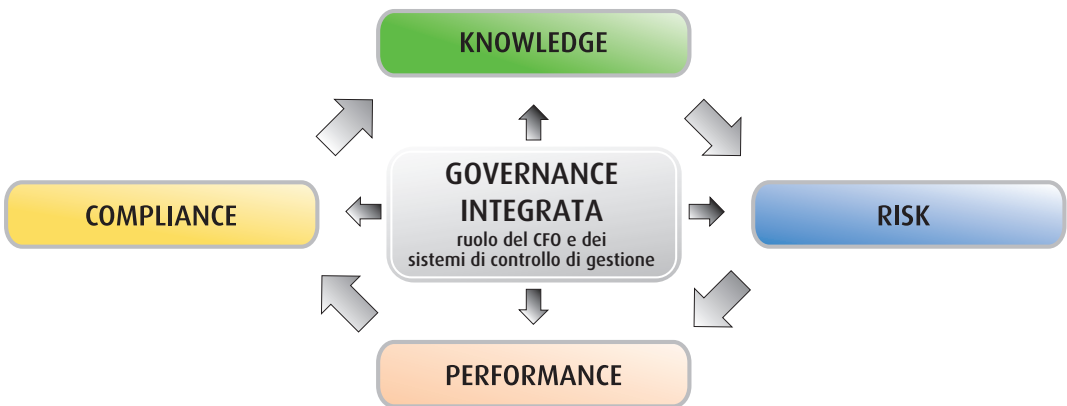 KNOWLEDGE
GOVERNANCE
INTEGRATA
ruolo del CFO e dei
sistemi di controllo di gestione
COMPLIANCE
RISK
PERFORMANCE